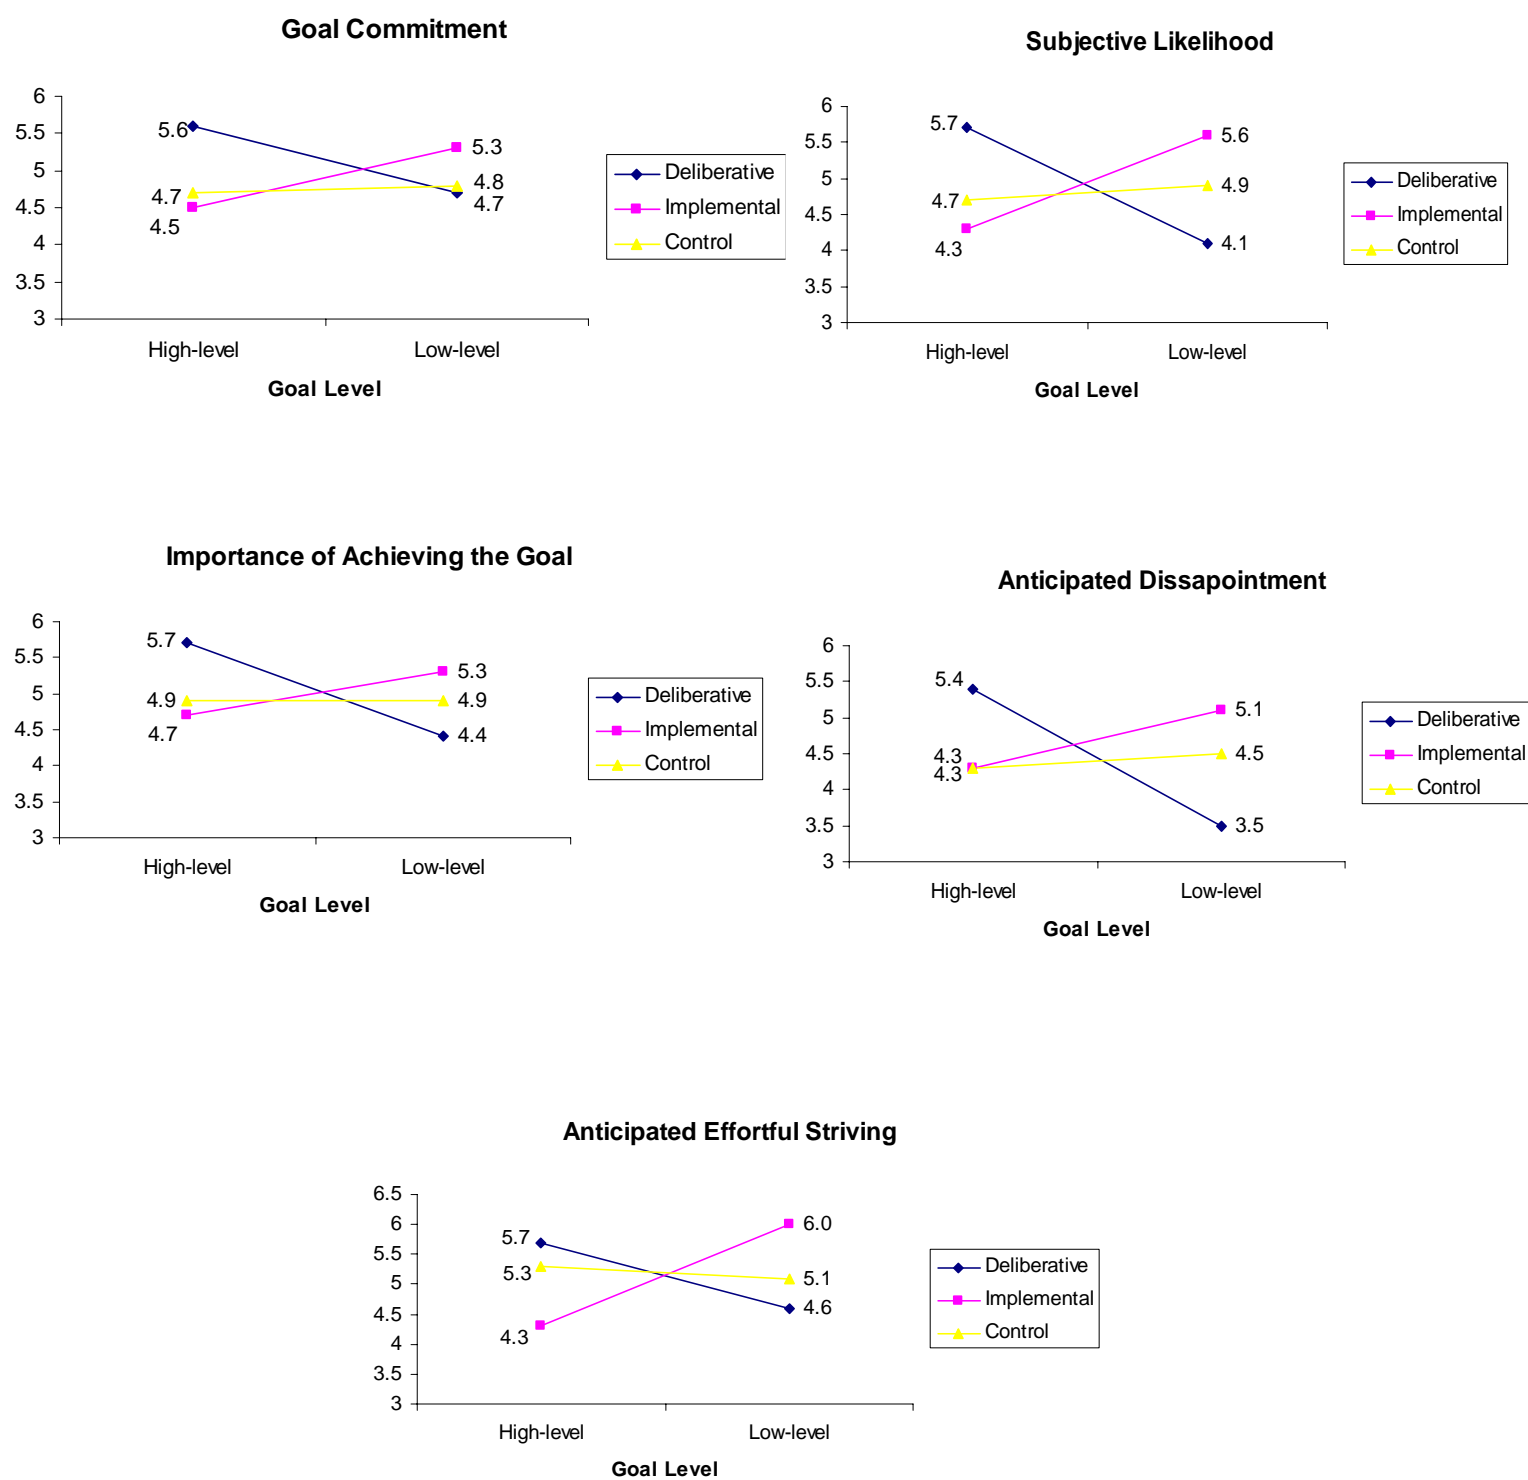 Goal Commitment
6
5.5
5
4.5
4
3.5
3
5.6
4.7
4.5
5.3
4.8
4.7
High-level Low-level
Goal Level
Deliberative
Implemental
Control
Subjective Likelihood
6
5.5
5
4.5
4
3.5
3
5.7
4.7
4.3
5.6
4.9
4.1
High-level Low-level
Goal Level
Deliberative
Implemental
Control
Importance of Achieving the Goal
6
5.5
5
4.5
4
3.5
3
5.7
4.9
4.7
5.3
4.9
4.4
High-level Low-level
Goal Level
Deliberative
Implemental
Control
Anticipated Dissapointment
6
5.5
5
4.5
4
3.5
3
5.4
4.3
4.3
5.1
4.5
3.5
High-level Low-level
Goal Level
Deliberative
Implemental
Control
Anticipated Effortful Striving
6.5
6
5.5
5
4.5
4
3.5
3
5.7
5.3
4.3
6.0
5.1
4.6
High-level Low-level
Goal Level
Deliberative
Implemental
Control